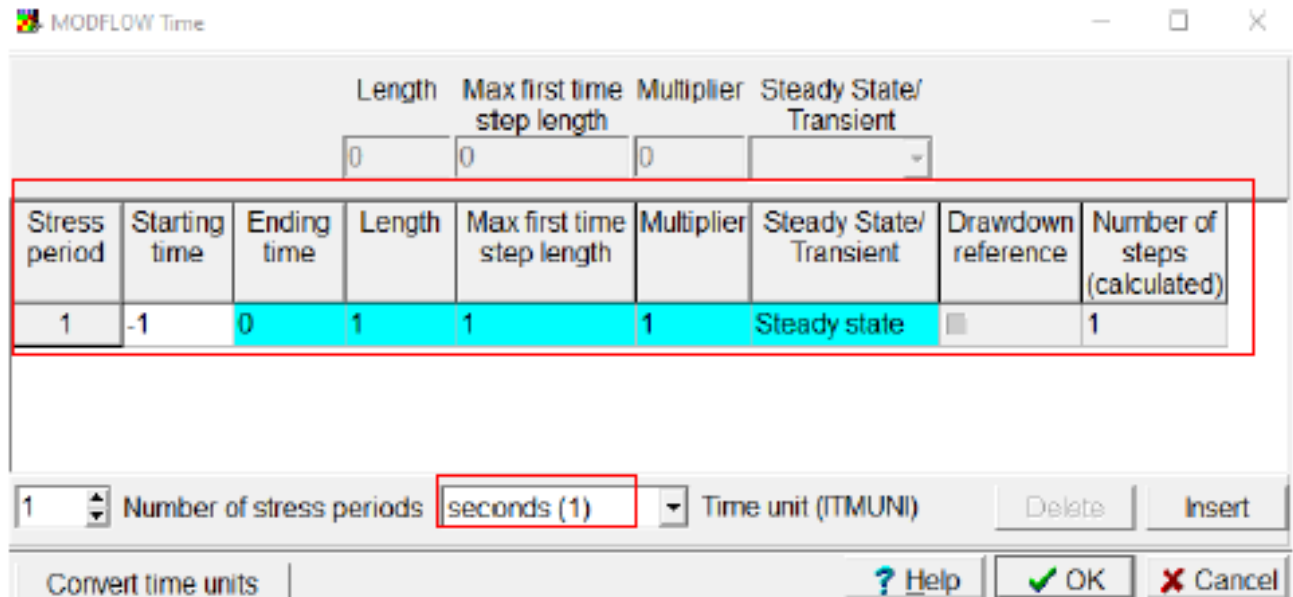 MODFLOW Time
Length Max first time Multiplier Steady State/
step length Transient
0 0 0
Stress Starting Ending Length Max first time Multiplier Steady State/ Drawdown Number of
period time time step length Transient reference steps
(calculated)
1 -1 0 1 1 1 Steady state 1
1 Number of stress periods seconds (1) Time unit (ITMUNI) Delete Insert
Convert time units ? Help OK Cancel